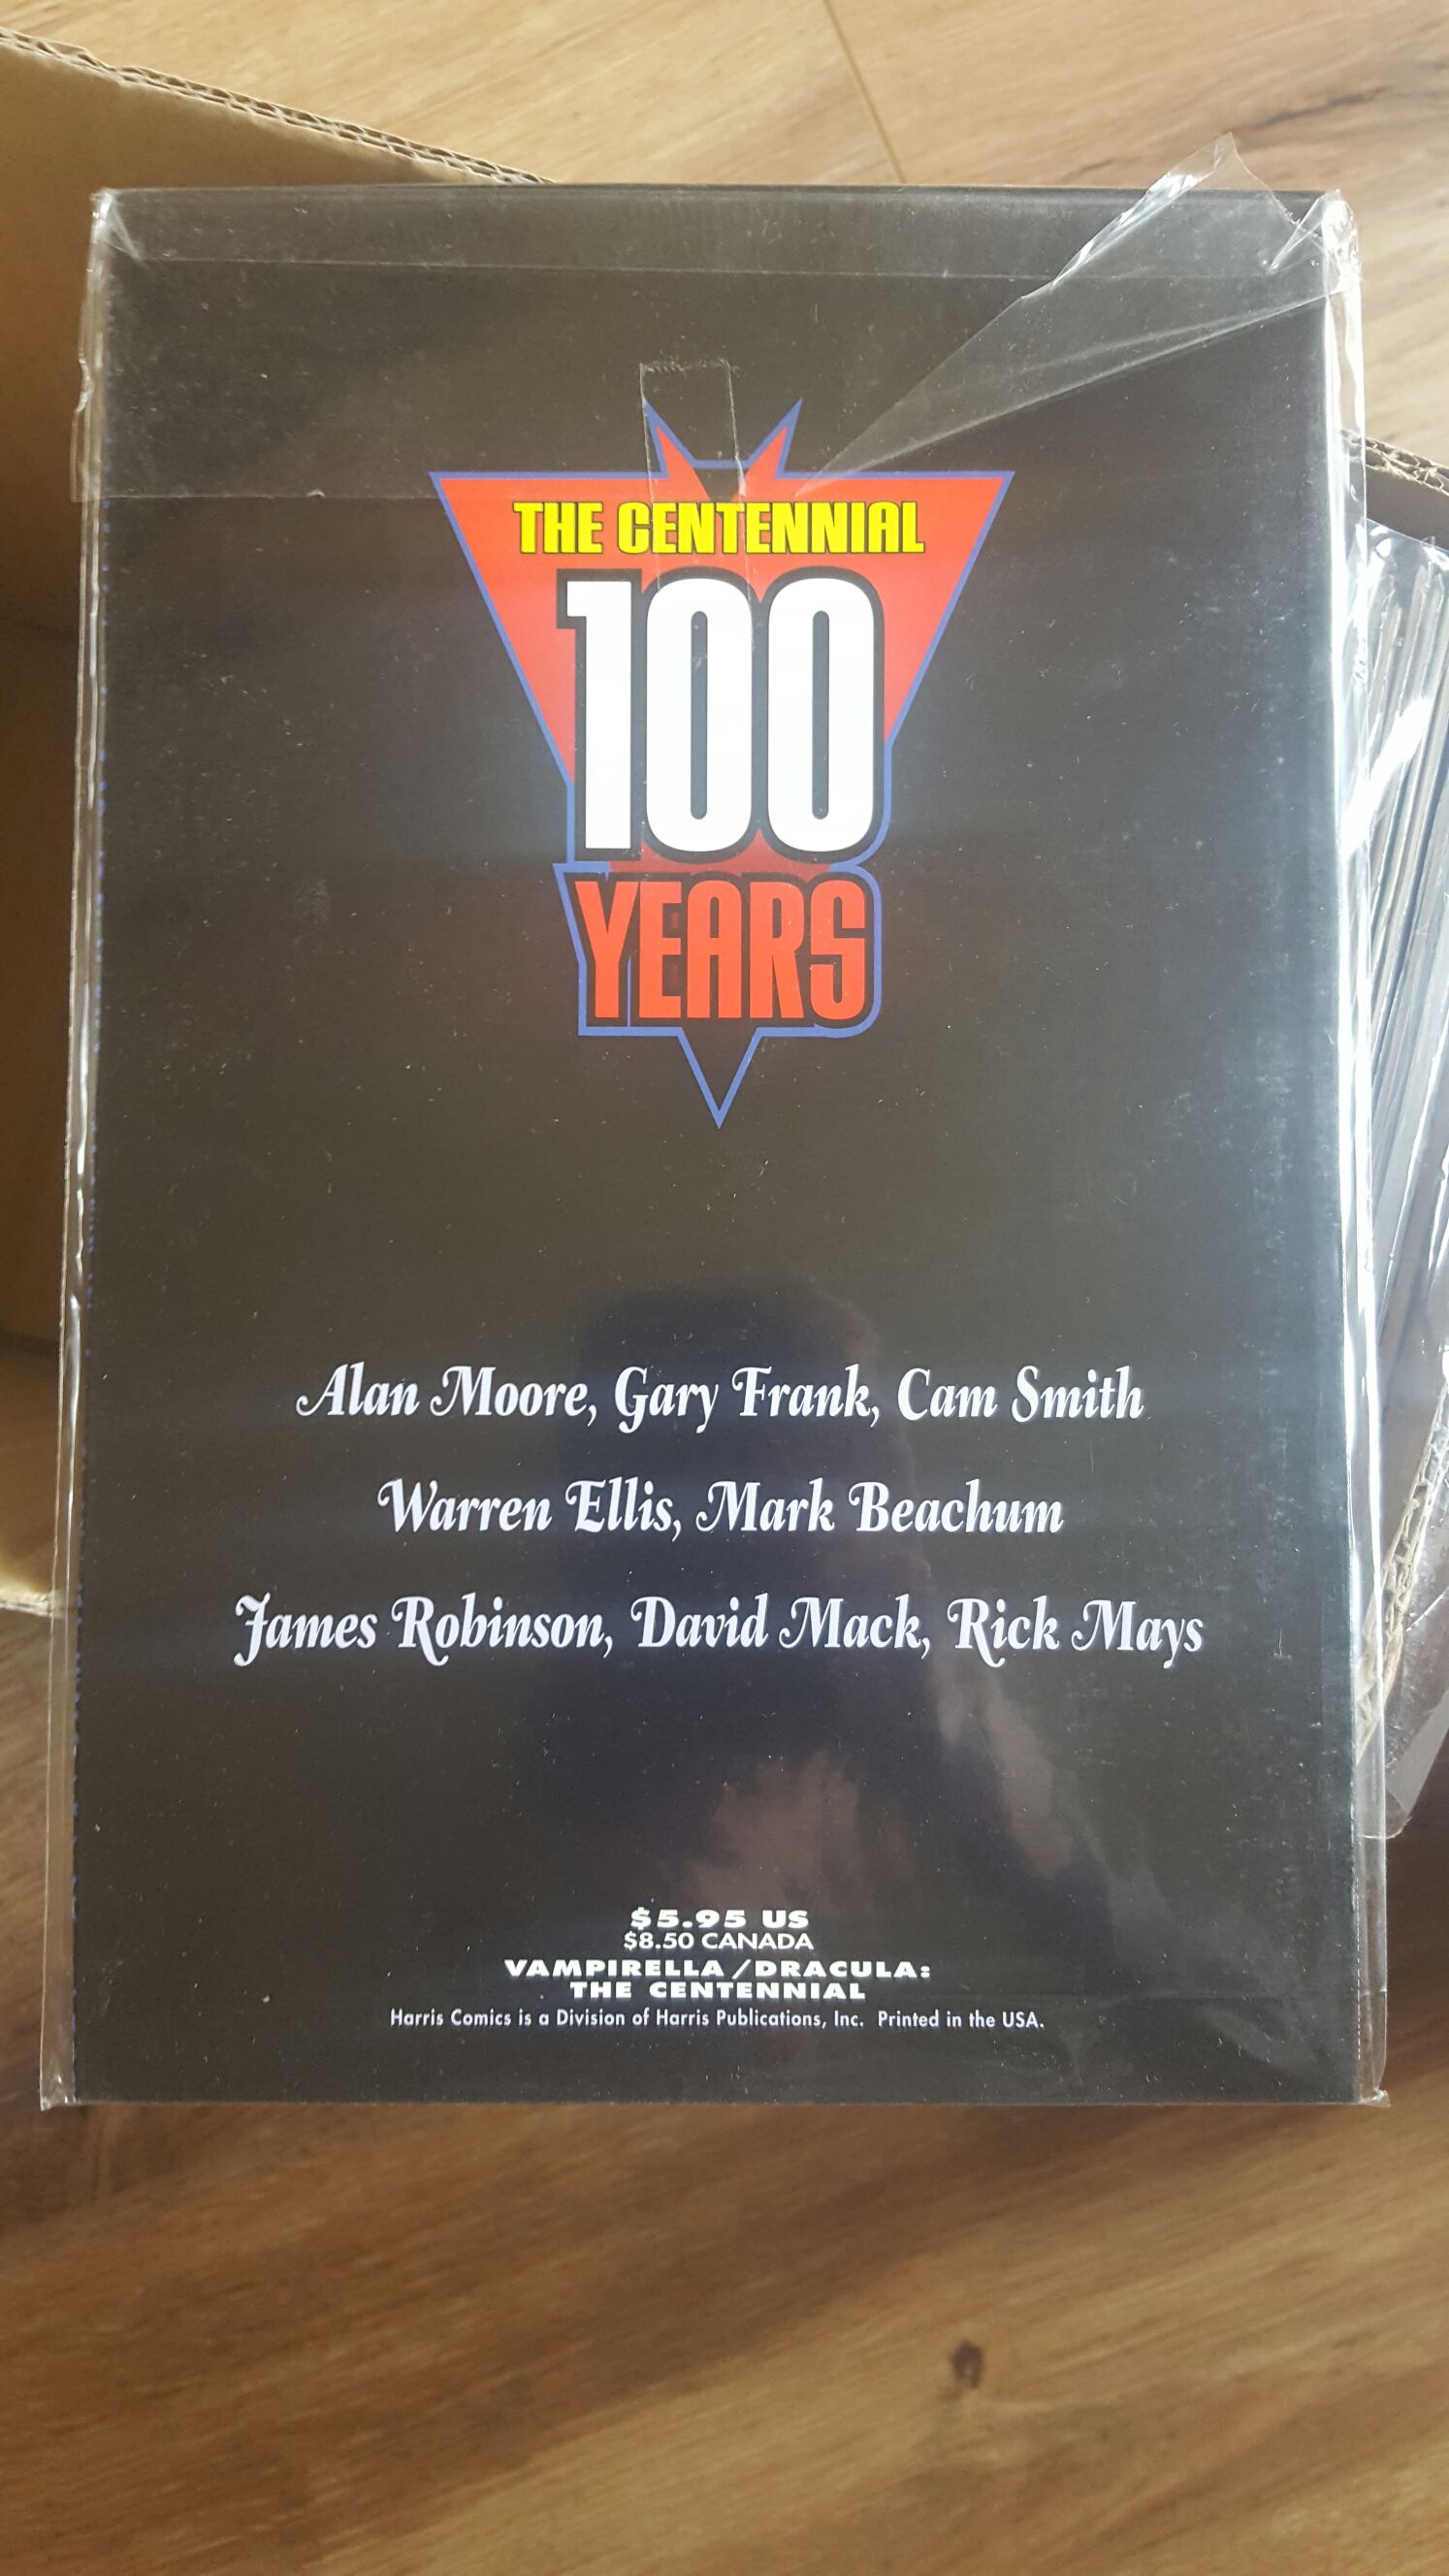 THE CENTENNIAL
100
YEARS
Alan Moore, Gary Frank, Cam Smith
Warren Ellis, Mark Beachum
James Robinson, David Mack, Rick Mays
$5.95 US
$8.50 CANADA
VAMPIRELLA/DRACULA:
THE CENTENNIAL
Harris Comics is a Division of Harris Publications, Inc. Printed in the USA.